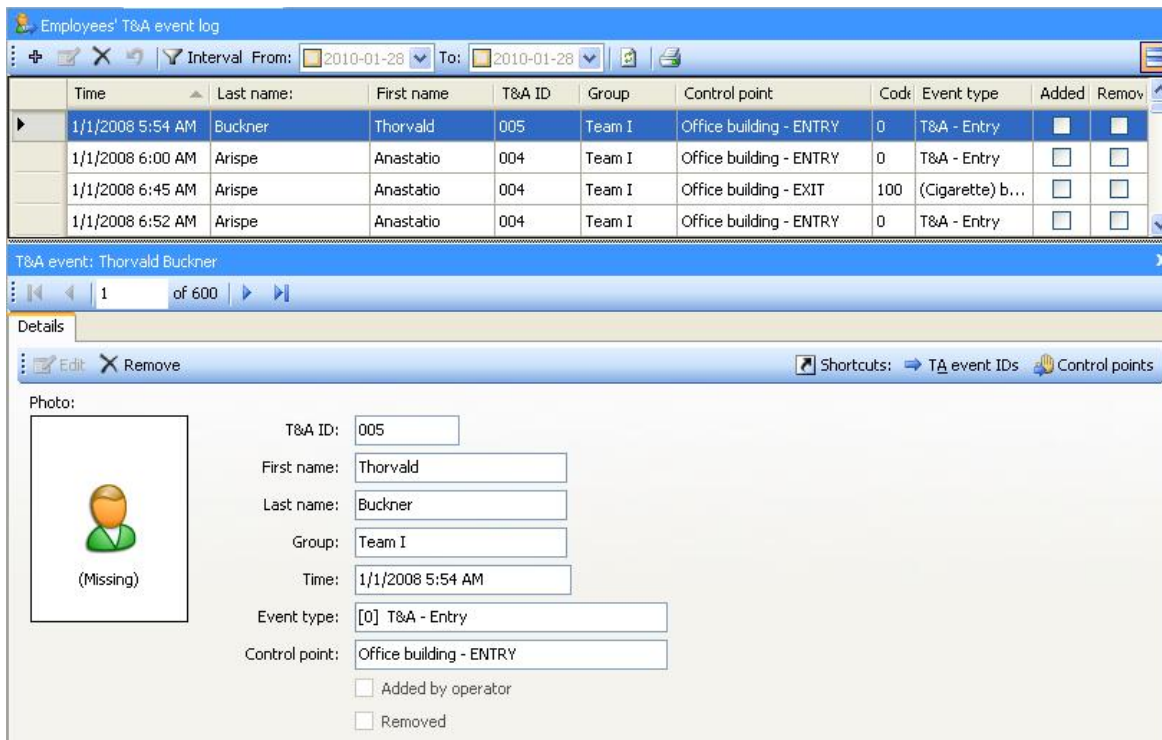 Employees' T&A event log
Interval From: 2010-01-28 To: 2010-01-28
Time Last name: First name T&A ID Group Control point Code Event type Added Remov
1/1/2008 5:54 AM Buckner Thorvald 005 Team I Office building - ENTRY 0 T&A - Entry
1/1/2008 6:00 AM Arispe Anastatio 004 Team I Office building - ENTRY 0 T&A - Entry
1/1/2008 6:45 AM Arispe Anastatio 004 Team I Office building - EXIT 100 (Cigarette) b...
1/1/2008 6:52 AM Arispe Anastatio 004 Team I Office building - ENTRY 0 T&A - Entry
T&A event: Thorvald Buckner
1 of 600
Details
Edit Remove Shortcuts: TA event IDs Control points
Photo:
(Missing)
T&A ID: 005
First name: Thorvald
Last name: Buckner
Group: Team I
Time: 1/1/2008 5:54 AM
Event type: [0] T&A - Entry
Control point: Office building - ENTRY
Added by operator
Removed